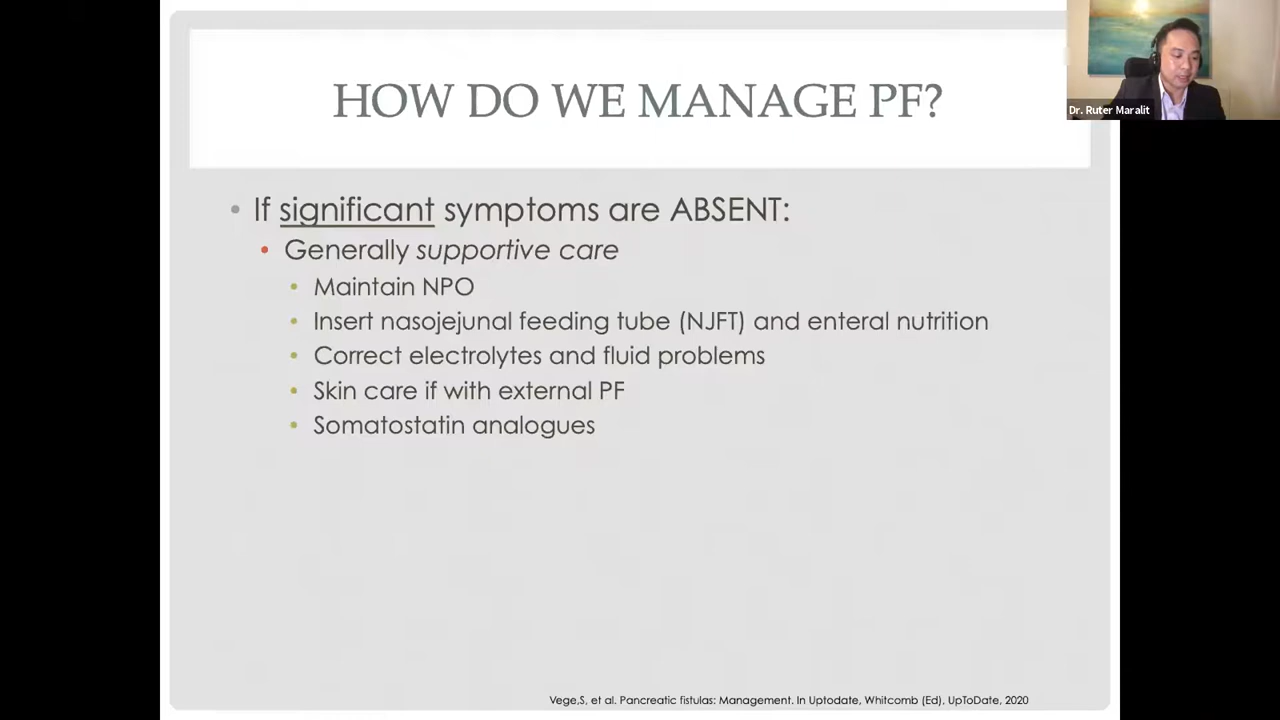 HOW DO WE MANAGE PF?
Dr. Ruter Maralit
• If significant symptoms are ABSENT:
• Generally supportive care
• Maintain NPO
• Insert nasojejunal feeding tube (NJFT) and enteral nutrition
• Correct electrolytes and fluid problems
• Skin care if with external PF
• Somatostatin analogues
Vege,S, et al. Pancreatic fistulas: Management. In Uptodate, Whitcomb (Ed), UpToDate, 2020